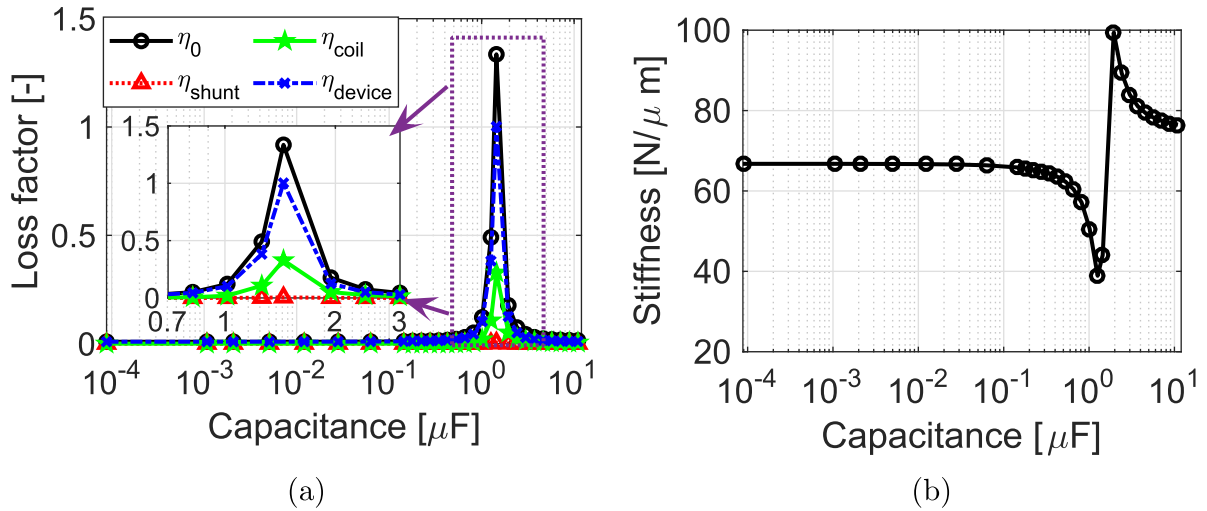 1.5
1
0.5
0
Loss factor [-]
η0
ηcoil
ηshunt
ηdevice
1.5
1
0.5
0
0.7 1 2 3
10^-4 10^-3 10^-2 10^-1 10^0 10^1
Capacitance [μF]
(a)
100
80
60
40
20
Stiffness [N/μ m]
10^-4 10^-3 10^-2 10^-1 10^0 10^1
Capacitance [μF]
(b)